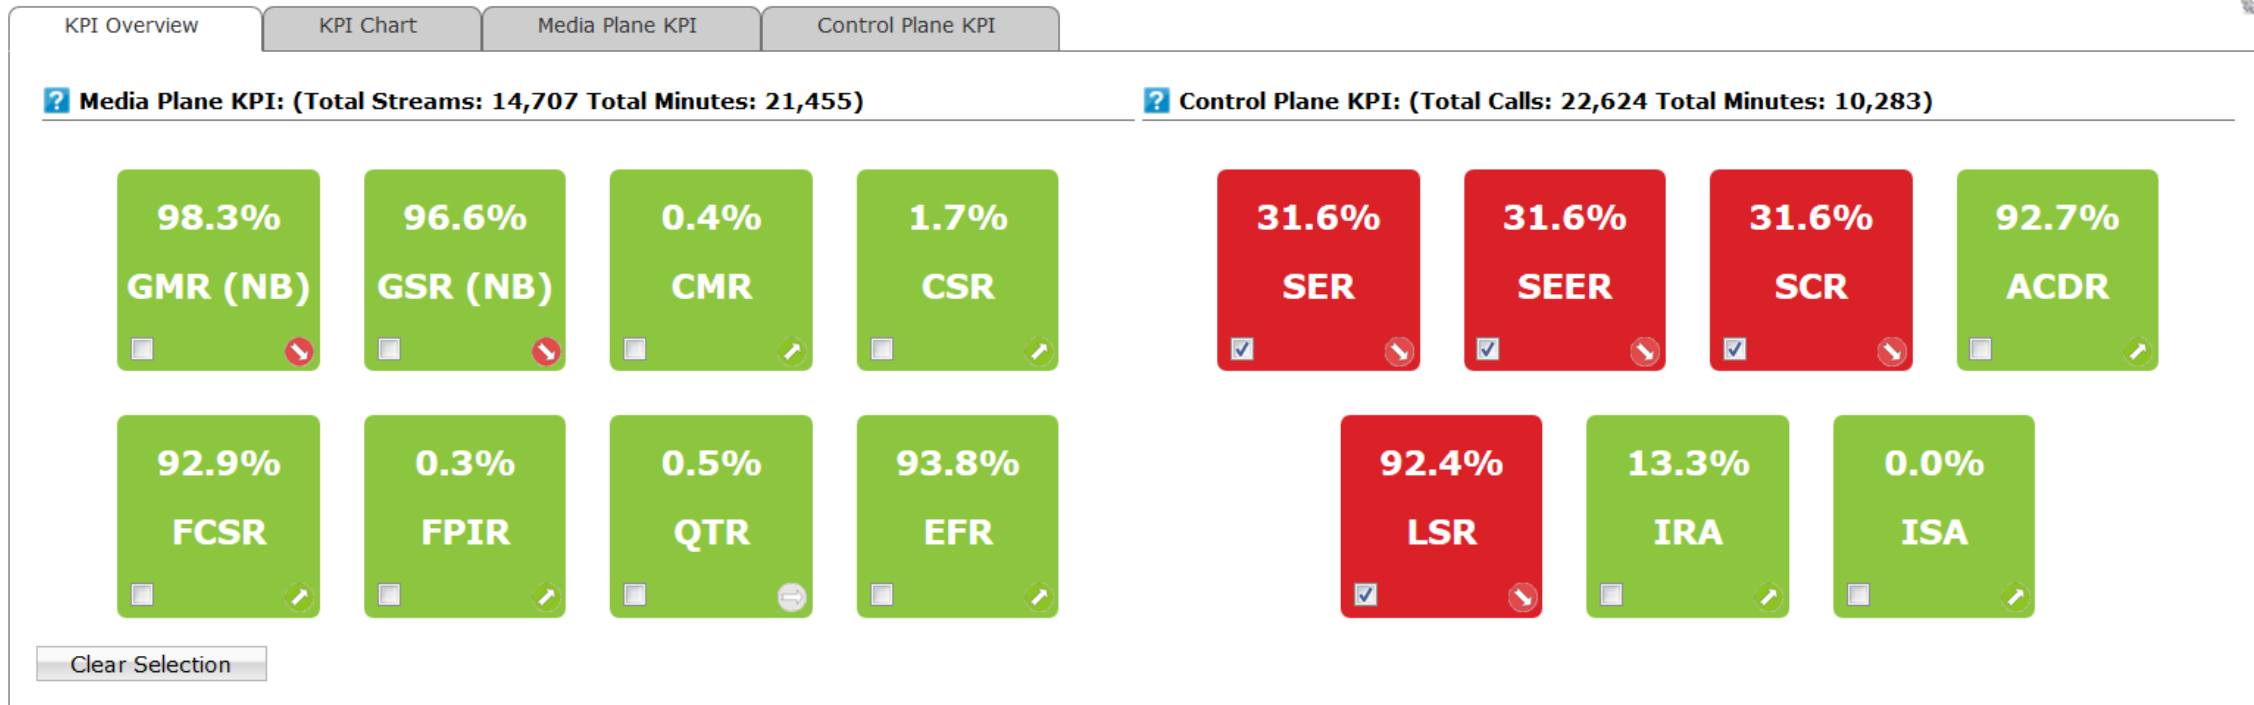 KPI Overview
KPI Chart
Media Plane KPI
Control Plane KPI
? Media Plane KPI: (Total Streams: 14,707 Total Minutes: 21,455)
98.3%
GMR (NB)
96.6%
GSR (NB)
0.4%
CMR
1.7%
CSR
92.9%
FCSR
0.3%
FPIR
0.5%
QTR
93.8%
EFR
? Control Plane KPI: (Total Calls: 22,624 Total Minutes: 10,283)
31.6%
SER
31.6%
SEER
31.6%
SCR
92.7%
ACDR
92.4%
LSR
13.3%
IRA
0.0%
ISA
Clear Selection